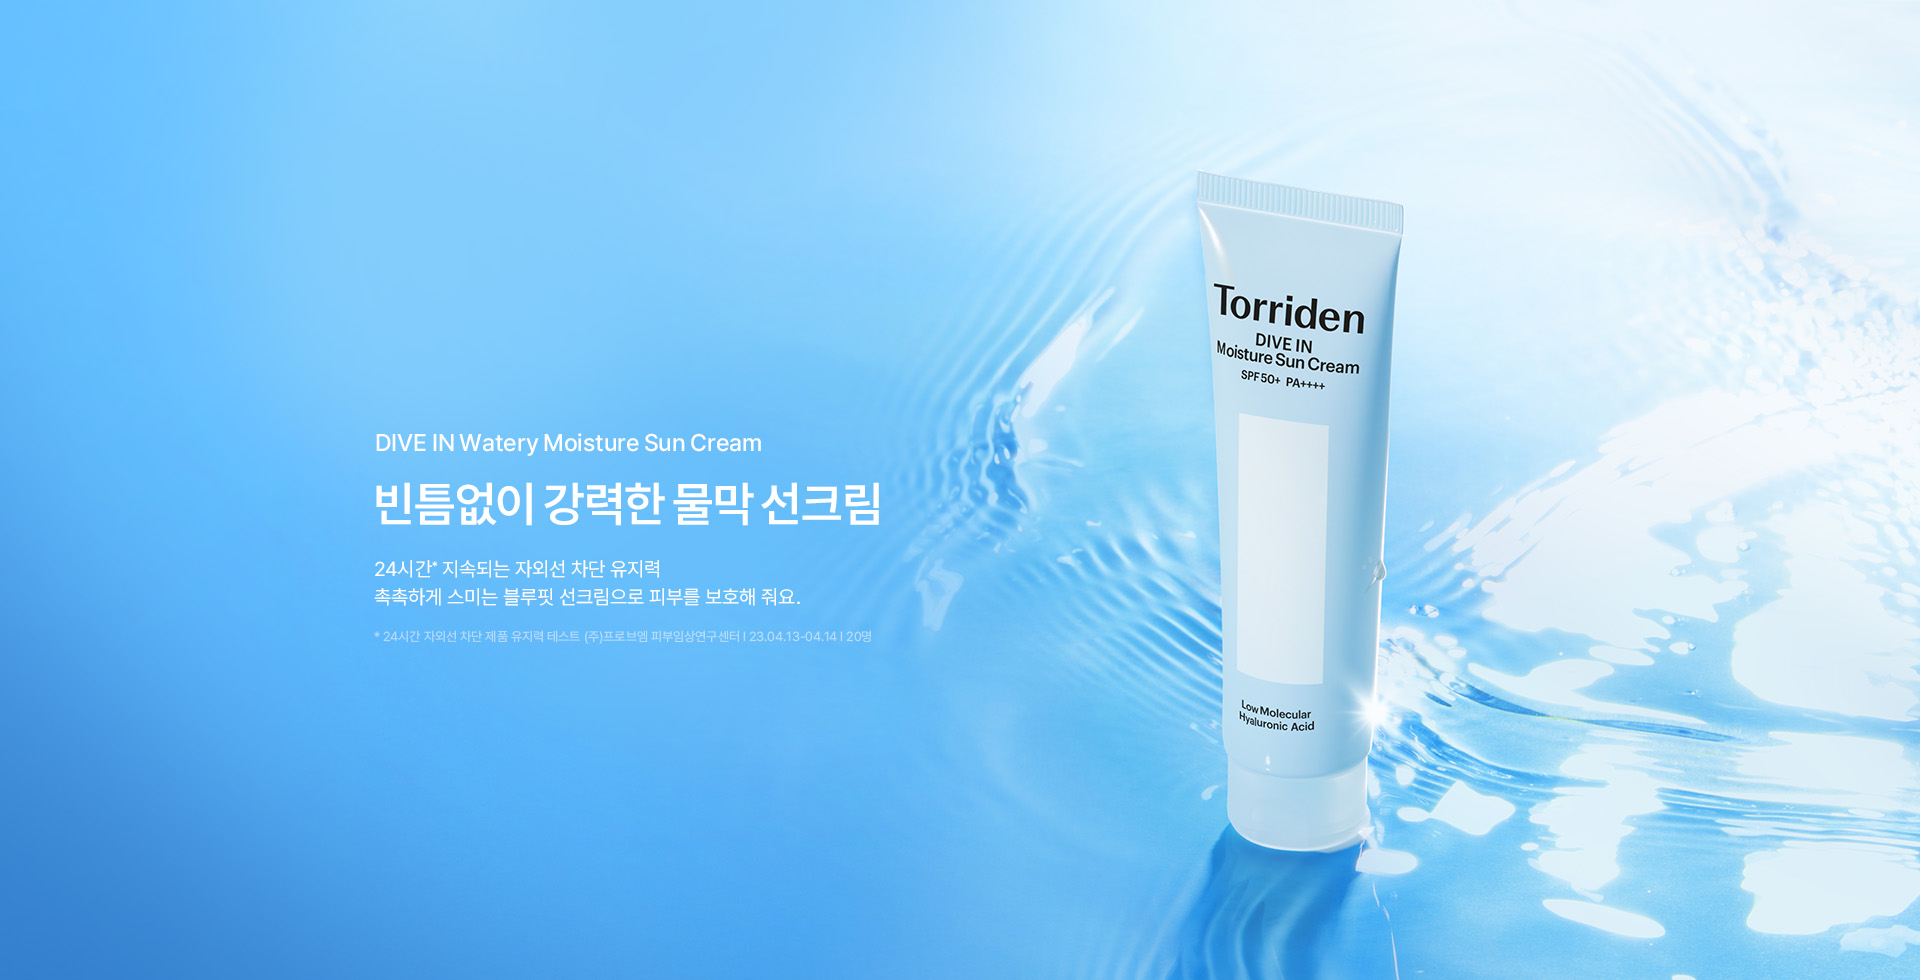 DIVE IN Watery Moisture Sun Cream
빈틈없이 강력한 물막 선크림
24시간* 지속되는 자외선 차단 유지력
촉촉하게 스미는 블루핏 선크림으로 피부를 보호해 줘요.
* 24시간 자외선 차단 제품 유지력 테스트 (주)프로브엠 피부임상연구센터 I 23.04.13-04.14 I 20명
Torriden
DIVE IN
Moisture Sun Cream
SPF 50+ PA++++
Low Molecular
Hyaluronic Acid